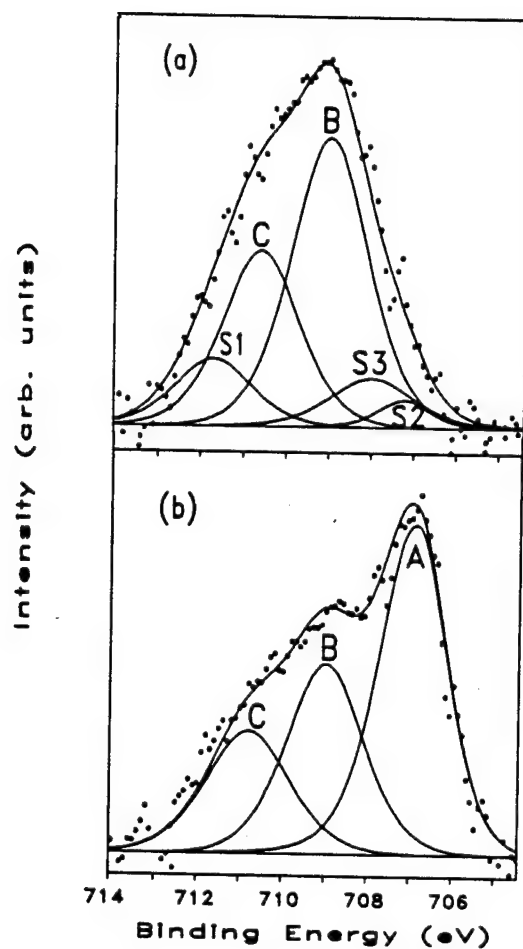 (a)
B
C
S1
S3
S2
(b)
A
B
C
Intensity (arb. units)
714 712 710 708 706
Binding Energy (eV)